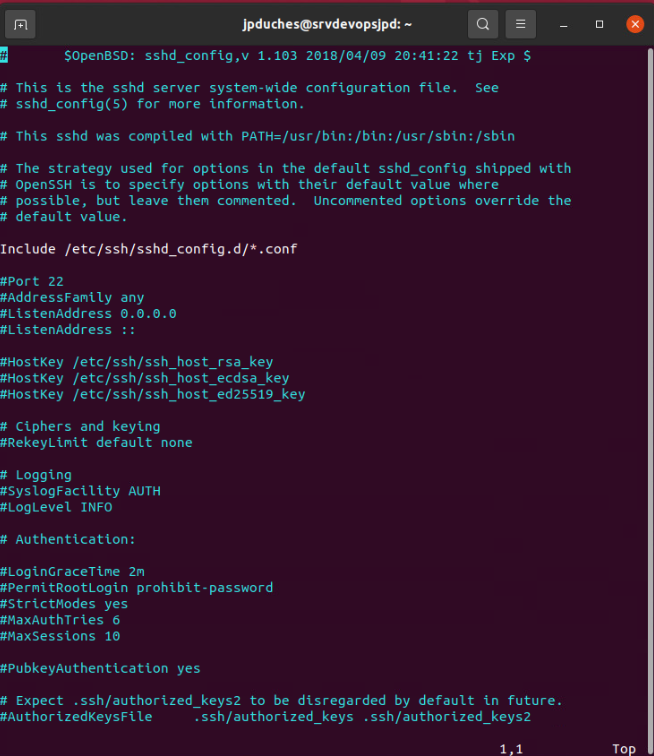 jpduches@srvdevopsjpd: ~
#       $OpenBSD: sshd_config,v 1.103 2018/04/09 20:41:22 tj Exp $
# This is the sshd server system-wide configuration file.  See
# sshd_config(5) for more information.
# This sshd was compiled with PATH=/usr/bin:/bin:/usr/sbin:/sbin
# The strategy used for options in the default sshd_config shipped with
# OpenSSH is to specify options with their default value where
# possible, but leave them commented.  Uncommented options override the
# default value.
Include /etc/ssh/sshd_config.d/*.conf
#Port 22
#AddressFamily any
#ListenAddress 0.0.0.0
#ListenAddress ::
#HostKey /etc/ssh/ssh_host_rsa_key
#HostKey /etc/ssh/ssh_host_ecdsa_key
#HostKey /etc/ssh/ssh_host_ed25519_key
# Ciphers and keying
#RekeyLimit default none
# Logging
#SyslogFacility AUTH
#LogLevel INFO
# Authentication:
#LoginGraceTime 2m
#PermitRootLogin prohibit-password
#StrictModes yes
#MaxAuthTries 6
#MaxSessions 10
#PubkeyAuthentication yes
# Expect .ssh/authorized_keys2 to be disregarded by default in future.
#AuthorizedKeysFile     .ssh/authorized_keys .ssh/authorized_keys2
1,1           Top